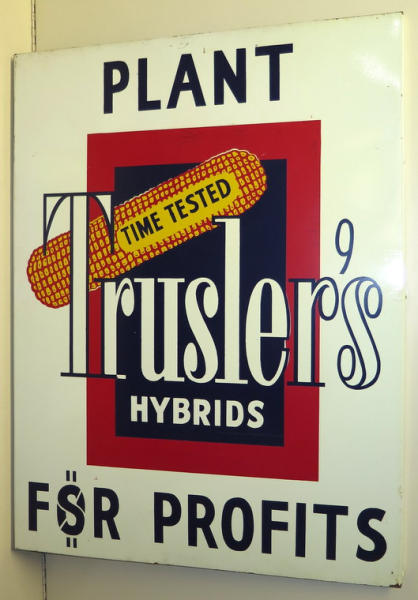 PLANT
TIME TESTED
Trusler's
HYBRIDS
FOR PROFITS